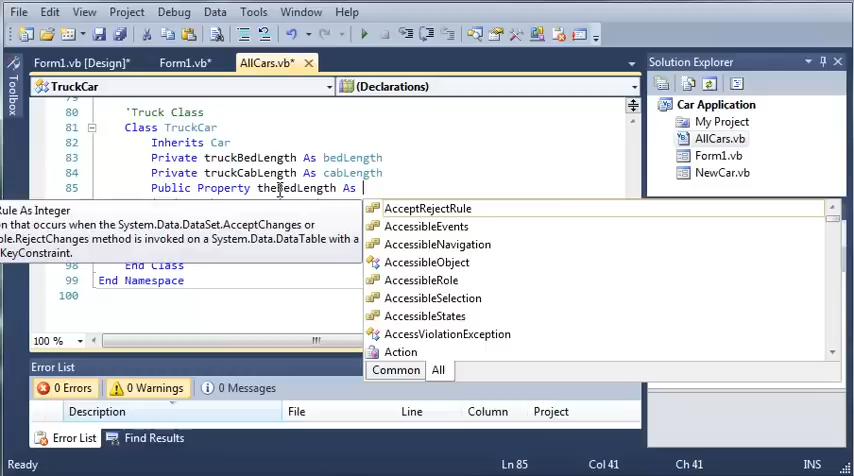 File Edit View Project Debug Data Tools Window Help
Form1.vb [Design]* Form1.vb* AllCars.vb*
Toolbox
TruckCar (Declarations)
80 'Truck Class
81 Class TruckCar
82 Inherits Car
83 Private truckBedLength As bedLength
84 Private truckCabLength As cabLength
85 Public Property theBedLength As
Rule As Integer
on that occurs when the System.Data.DataSet.AcceptChanges or
ble.RejectChanges method is invoked on a System.Data.DataTable with a
KeyConstraint.
AcceptRejectRule
AccessibleEvents
AccessibleNavigation
AccessibleObject
AccessibleRole
AccessibleSelection
AccessibleStates
AccessViolationException
Action
Common All
98 End Class
99 End Namespace
100
100 %
Solution Explorer
Car Application
My Project
AllCars.vb
Form1.vb
NewCar.vb
Error List
0 Errors 0 Warnings 0 Messages
Description File Line Column Project
Error List Find Results
Ln 85 Col 41 Ch 41